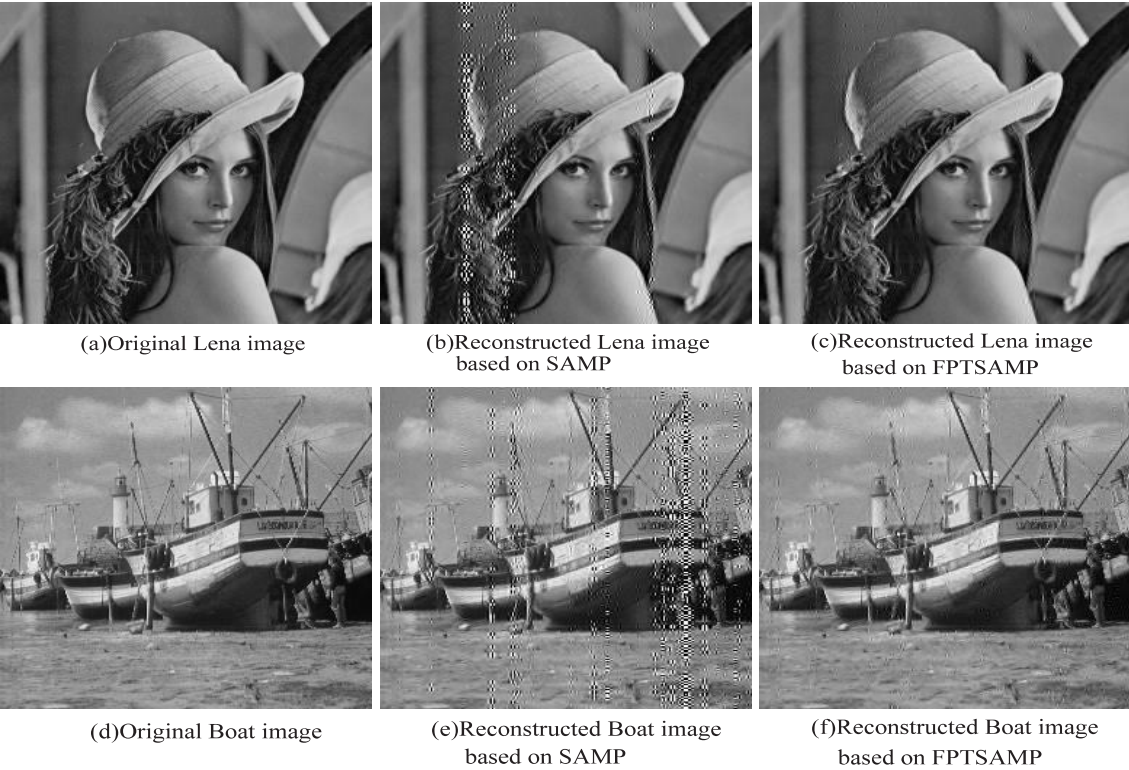 (a)Original Lena image
(b)Reconstructed Lena image
based on SAMP
(c)Reconstructed Lena image
based on FPTSAMP
(d)Original Boat image
(e)Reconstructed Boat image
based on SAMP
(f)Reconstructed Boat image
based on FPTSAMP